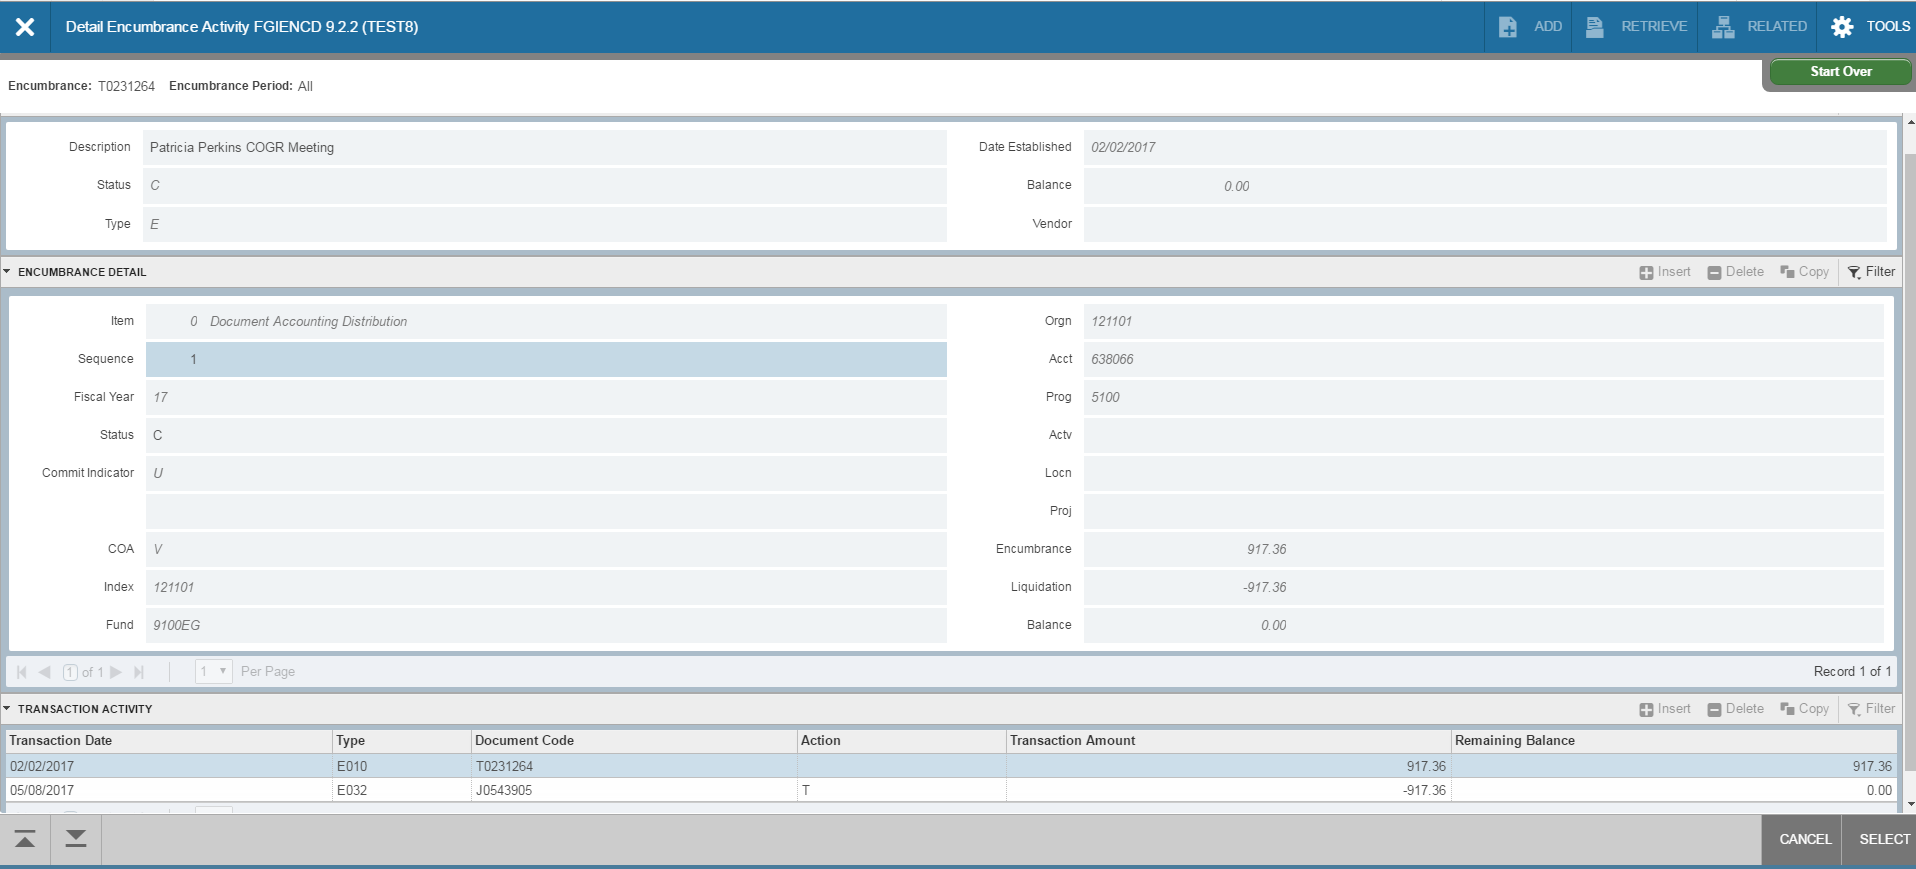 Detail Encumbrance Activity FGIENCD 9.2.2 (TEST8)
ADD
RETRIEVE
RELATED
TOOLS
Encumbrance: T0231264 Encumbrance Period: All
Start Over
Description Patricia Perkins COGR Meeting
Date Established 02/02/2017
Status C
Balance 0.00
Type E
Vendor
ENCUMBRANCE DETAIL
Insert Delete Copy Filter
Item 0 Document Accounting Distribution
Orgn 121101
Sequence 1
Acct 638066
Fiscal Year 17
Prog 5100
Status C
Actv
Commit Indicator U
Locn
Proj
COA V
Encumbrance 917.36
Index 121101
Liquidation -917.36
Fund 9100EG
Balance 0.00
1 of 1 1 Per Page
Record 1 of 1
TRANSACTION ACTIVITY
Insert Delete Copy Filter
Transaction Date Type Document Code Action Transaction Amount Remaining Balance
02/02/2017 E010 T0231264 917.36 917.36
05/08/2017 E032 J0543905 T -917.36 0.00
CANCEL
SELECT